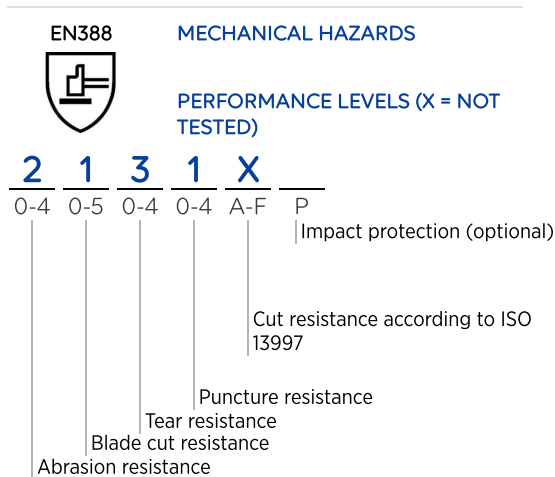 EN388
MECHANICAL HAZARDS
PERFORMANCE LEVELS (X = NOT
TESTED)
2 1 3 1 X
0-4 0-5 0-4 0-4 A-F P
Impact protection (optional)
Cut resistance according to ISO
13997
Puncture resistance
Tear resistance
Blade cut resistance
Abrasion resistance